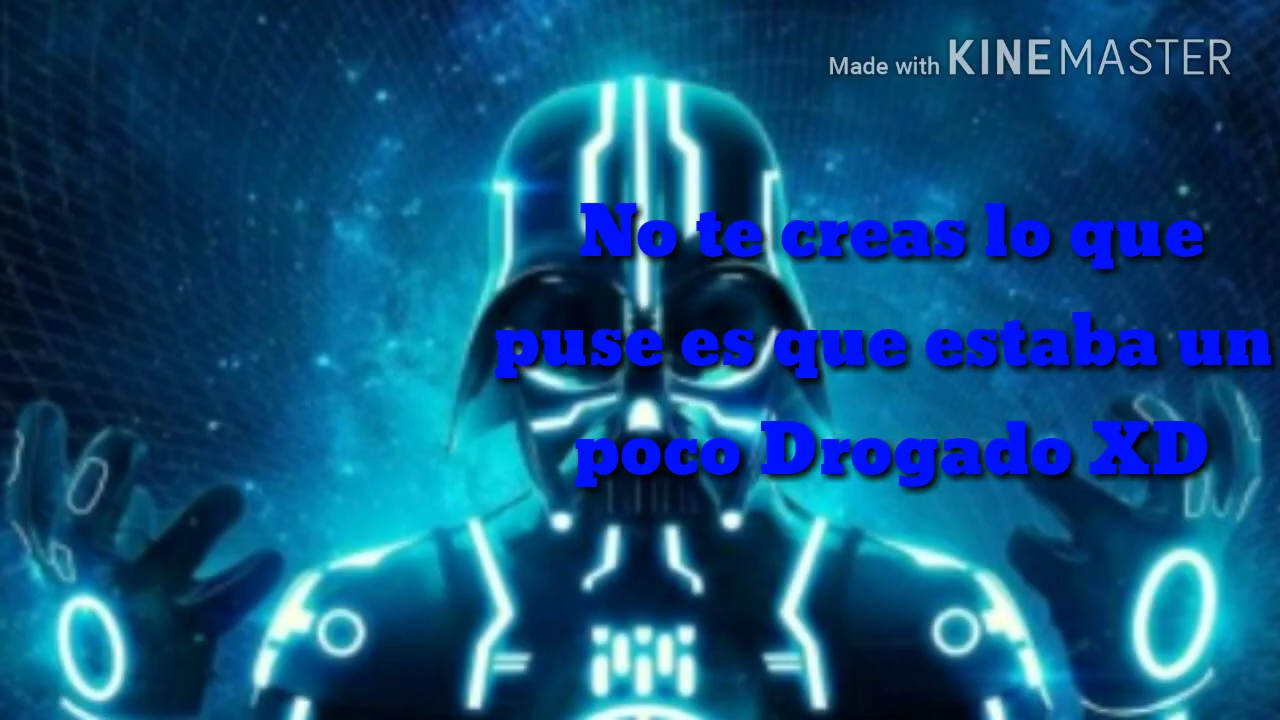 Made with KINEMASTER
No te creas lo que
puse es que estaba un
poco Drogado XD